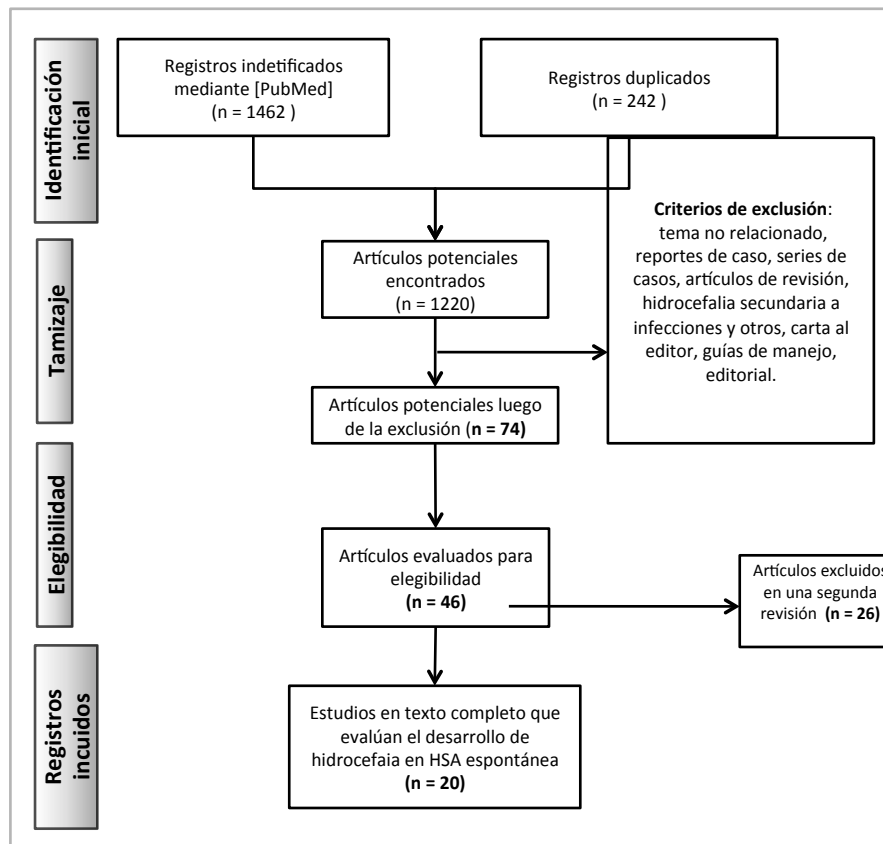 Identificación
inicial
Registros indetificados
mediante [PubMed]
(n = 1462 )
Registros duplicados
(n = 242 )
Criterios de exclusión:
tema no relacionado,
reportes de caso, series de
casos, artículos de revisión,
hidrocefalia secundaria a
infecciones y otros, carta al
editor, guías de manejo,
editorial.
Tamizaje
Artículos potenciales
encontrados
(n = 1220)
Artículos potenciales luego
de la exclusión (n = 74)
Elegibilidad
Artículos evaluados para
elegibilidad
(n = 46)
Artículos excluidos
en una segunda
revisión (n = 26)
Registros
incuidos
Estudios en texto completo que
evalúan el desarrollo de
hidrocefaia en HSA espontánea
(n = 20)